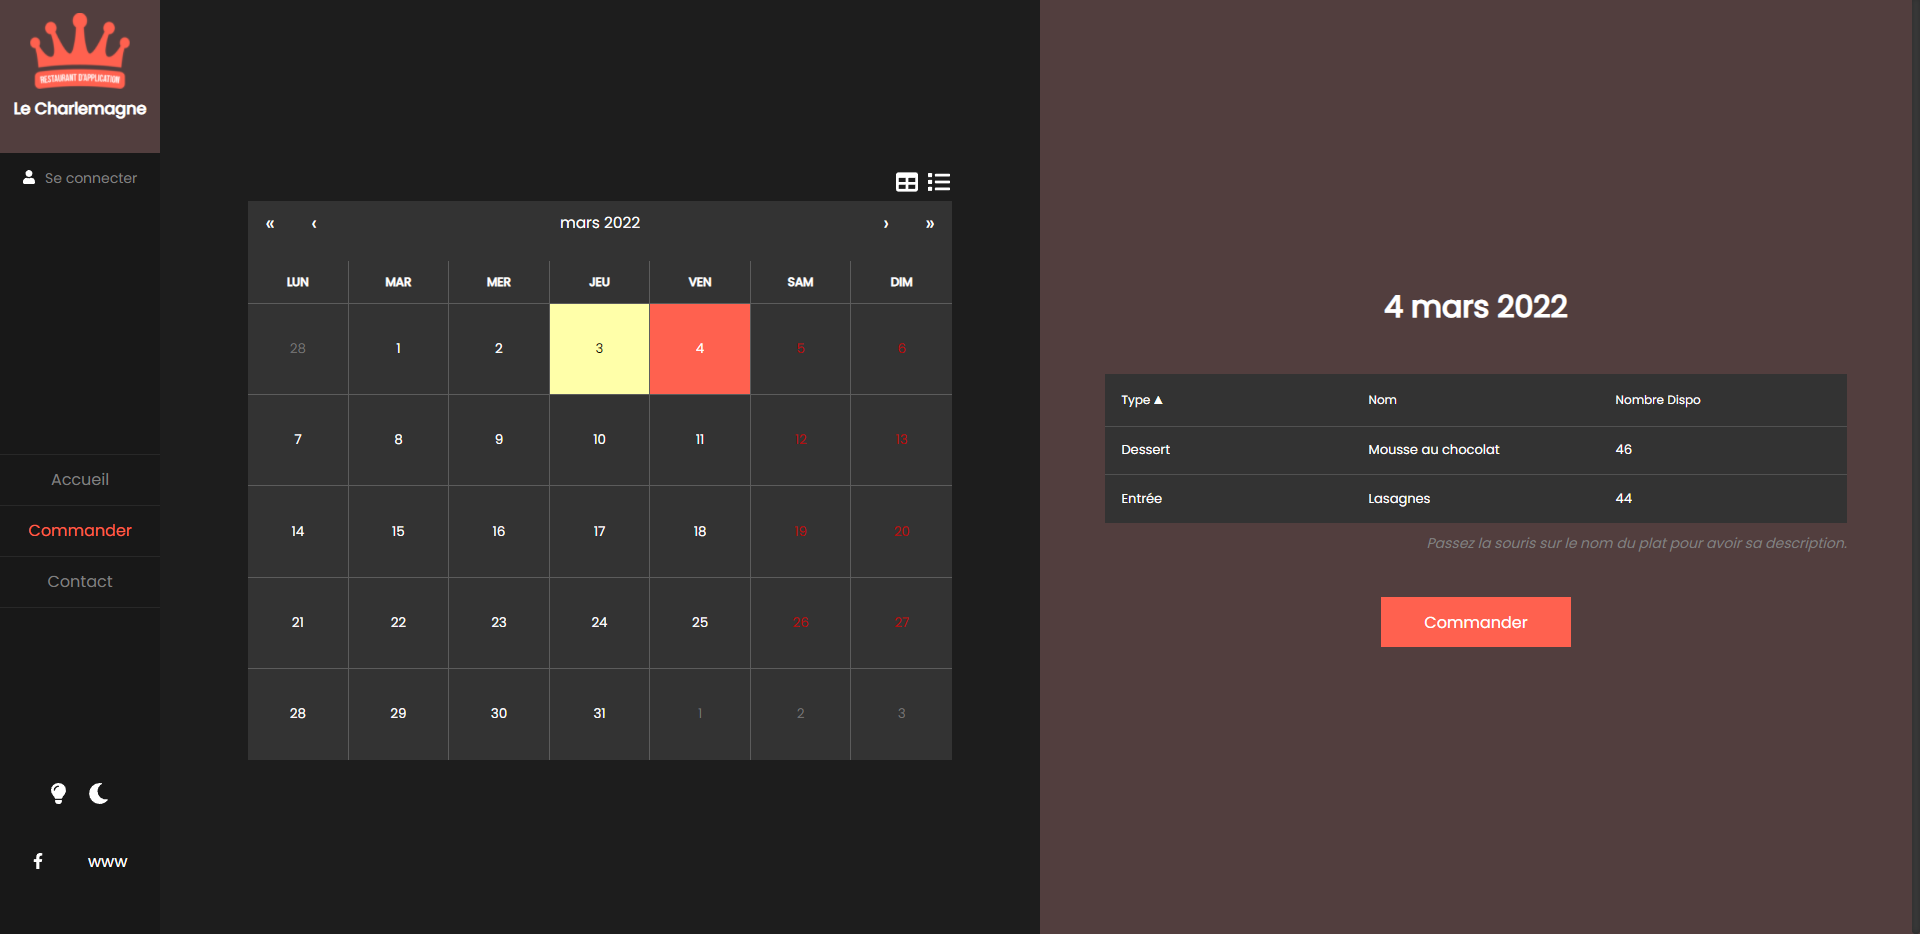 RESTAURANT D'APPLICATION
Le Charlemagne
Se connecter
Accueil
Commander
Contact
www
« ‹ mars 2022 › »
LUN MAR MER JEU VEN SAM DIM
28 1 2 3 4 5 6
7 8 9 10 11 12 13
14 15 16 17 18 19 20
21 22 23 24 25 26 27
28 29 30 31 1 2 3
4 mars 2022
Type ▲ Nom Nombre Dispo
Dessert Mousse au chocolat 46
Entrée Lasagnes 44
Passez la souris sur le nom du plat pour avoir sa description.
Commander